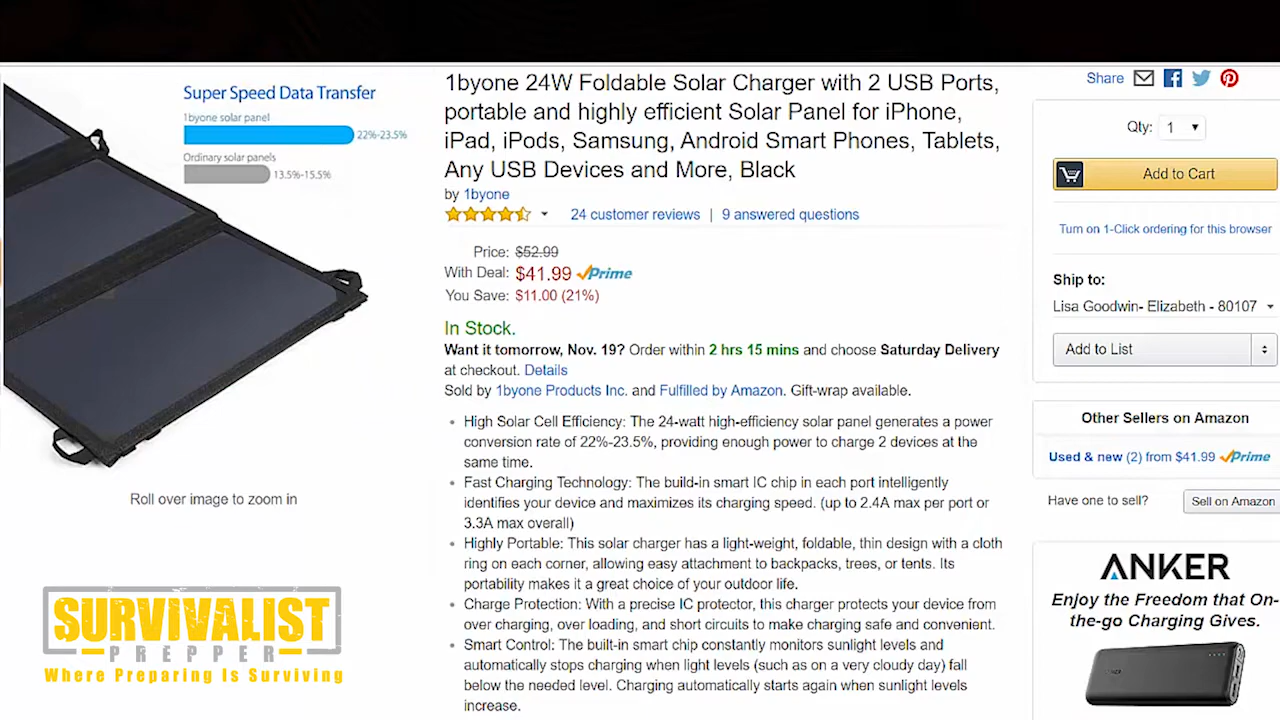 Super Speed Data Transfer
1byone solar panel
22%-23.5%
Ordinary solar panels
13.5%-15.5%
Roll over image to zoom in
SURVIVALIST
PREPPER
Where Preparing Is Surviving
1byone 24W Foldable Solar Charger with 2 USB Ports,
portable and highly efficient Solar Panel for iPhone,
iPad, iPods, Samsung, Android Smart Phones, Tablets,
Any USB Devices and More, Black
by 1byone
24 customer reviews | 9 answered questions
Price: $52.99
With Deal: $41.99 Prime
You Save: $11.00 (21%)
In Stock.
Want it tomorrow, Nov. 19? Order within 2 hrs 15 mins and choose Saturday Delivery
at checkout. Details
Sold by 1byone Products Inc. and Fulfilled by Amazon. Gift-wrap available.
High Solar Cell Efficiency: The 24-watt high-efficiency solar panel generates a power
conversion rate of 22%-23.5%, providing enough power to charge 2 devices at the
same time.
Fast Charging Technology: The build-in smart IC chip in each port intelligently
identifies your device and maximizes its charging speed. (up to 2.4A max per port or
3.3A max overall)
Highly Portable: This solar charger has a light-weight, foldable, thin design with a cloth
ring on each corner, allowing easy attachment to backpacks, trees, or tents. Its
portability makes it a great choice of your outdoor life.
Charge Protection: With a precise IC protector, this charger protects your device from
over charging, over loading, and short circuits to make charging safe and convenient.
Smart Control: The built-in smart chip constantly monitors sunlight levels and
automatically stops charging when light levels (such as on a very cloudy day) fall
below the needed level. Charging automatically starts again when sunlight levels
increase.
Share
Qty: 1
Add to Cart
Turn on 1-Click ordering for this browser
Ship to:
Lisa Goodwin- Elizabeth - 80107
Add to List
Other Sellers on Amazon
Used & new (2) from $41.99 Prime
Have one to sell? Sell on Amazon
ANKER
Enjoy the Freedom that On-
the-go Charging Gives.